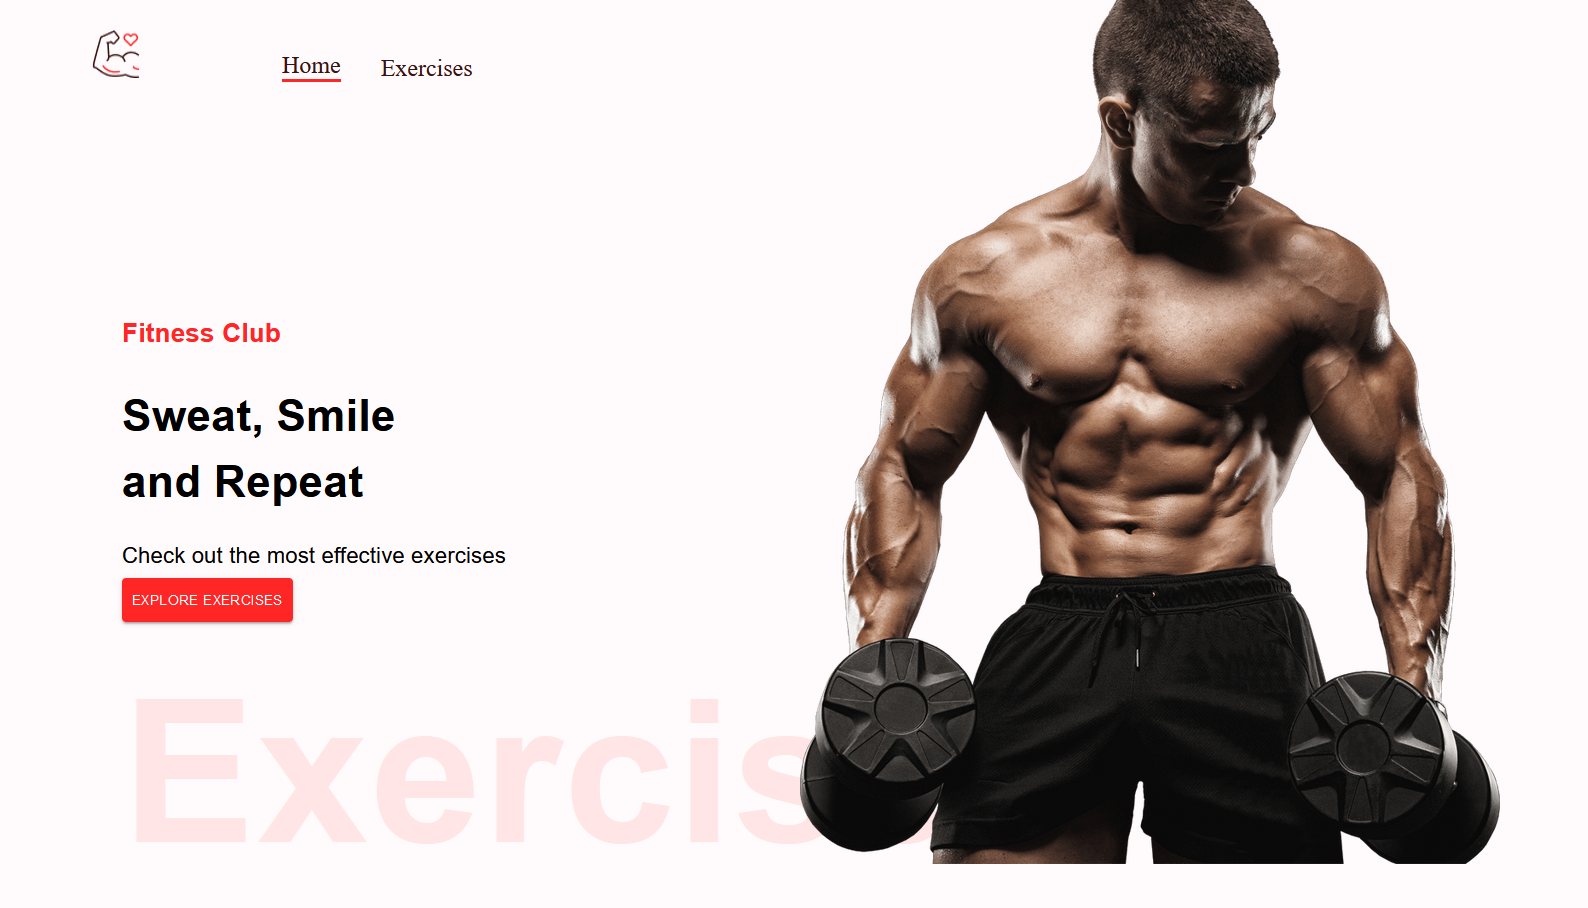 Home Exercises
Fitness Club
Sweat, Smile
and Repeat
Check out the most effective exercises
EXPLORE EXERCISES
Exercis